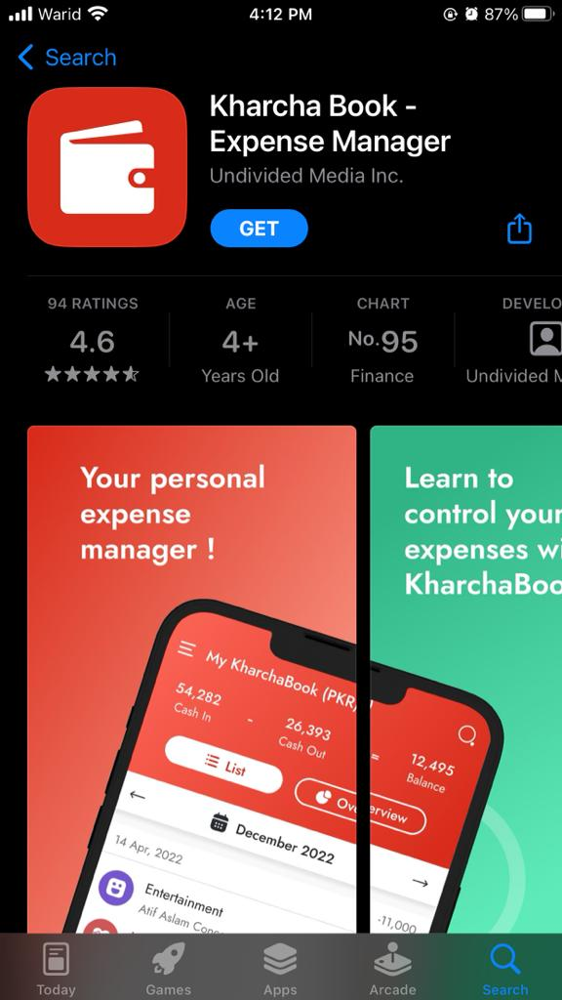 Warid 4:12 PM 87%
Search
Kharcha Book -
Expense Manager
Undivided Media Inc.
GET
94 RATINGS AGE CHART DEVELO
4.6 4+ No.95
Years Old Finance Undivided M
Your personal
expense
manager !
Learn to
control your
expenses wi
KharchaBoo
My KharchaBook (PKR)
54,282
Cash In
-
26,393
Cash Out
=
12,495
Balance
List
Overview
December 2022
14 Apr, 2022
Entertainment
Atif Aslam Conc
-11,000
Today Games Apps Arcade Search